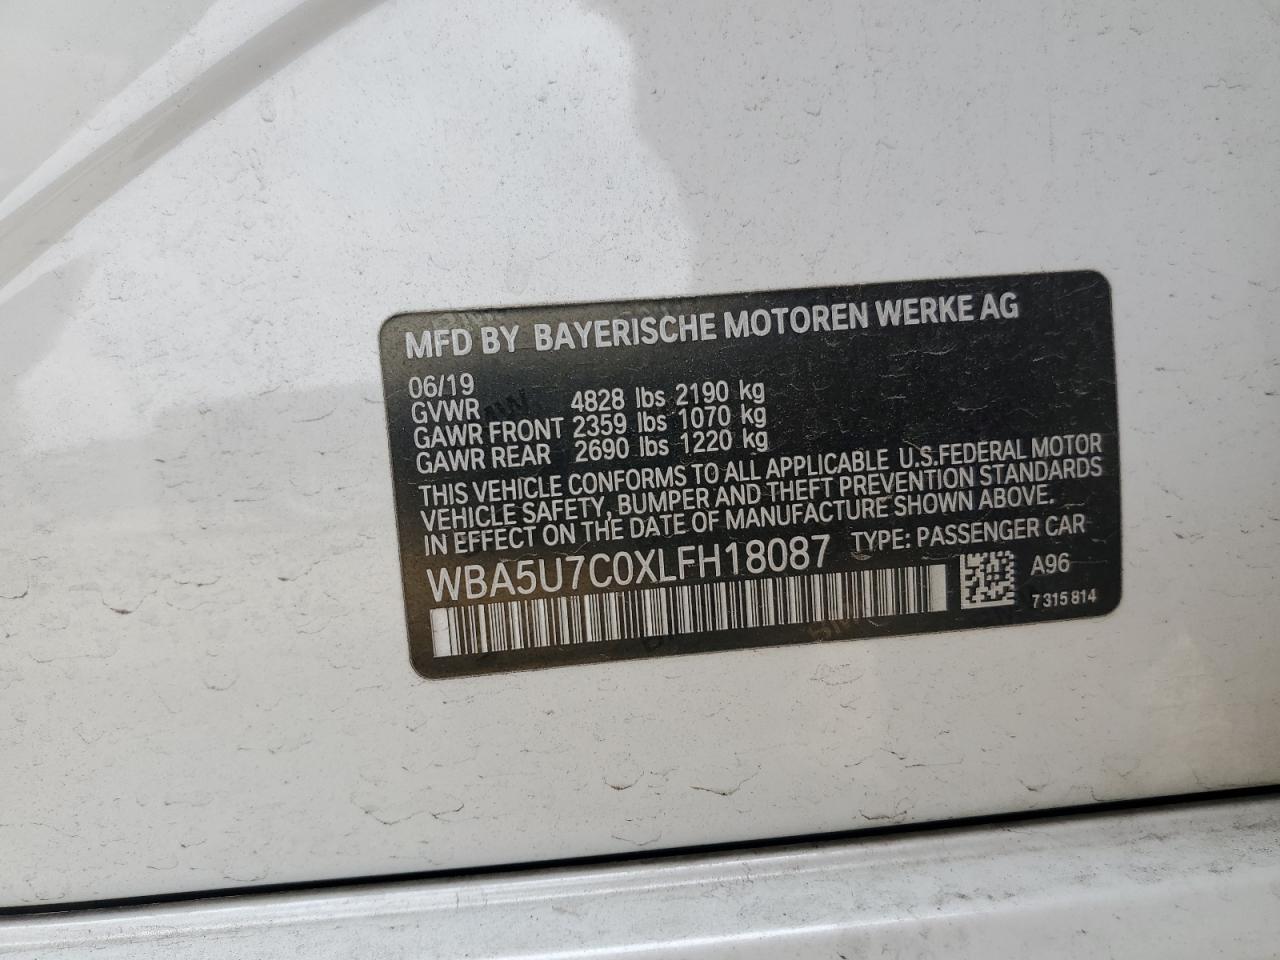 MFD BY BAYERISCHE MOTOREN WERKE AG
06/19
GVWR 4828 lbs 2190 kg
GAWR FRONT 2359 lbs 1070 kg
GAWR REAR 2690 lbs 1220 kg
THIS VEHICLE CONFORMS TO ALL APPLICABLE U.S.FEDERAL MOTOR
VEHICLE SAFETY, BUMPER AND THEFT PREVENTION STANDARDS
IN EFFECT ON THE DATE OF MANUFACTURE SHOWN ABOVE.
WBA5U7C0XLFH18087 TYPE: PASSENGER CAR
A96
7 315 814